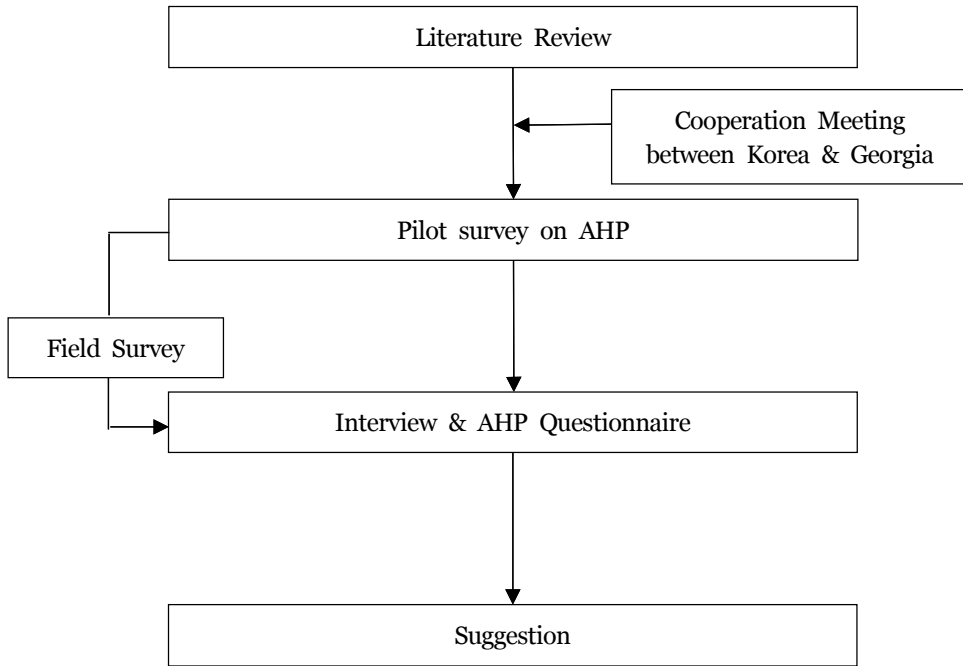 Literature Review
Cooperation Meeting
between Korea & Georgia
Pilot survey on AHP
Field Survey
Interview & AHP Questionnaire
Suggestion